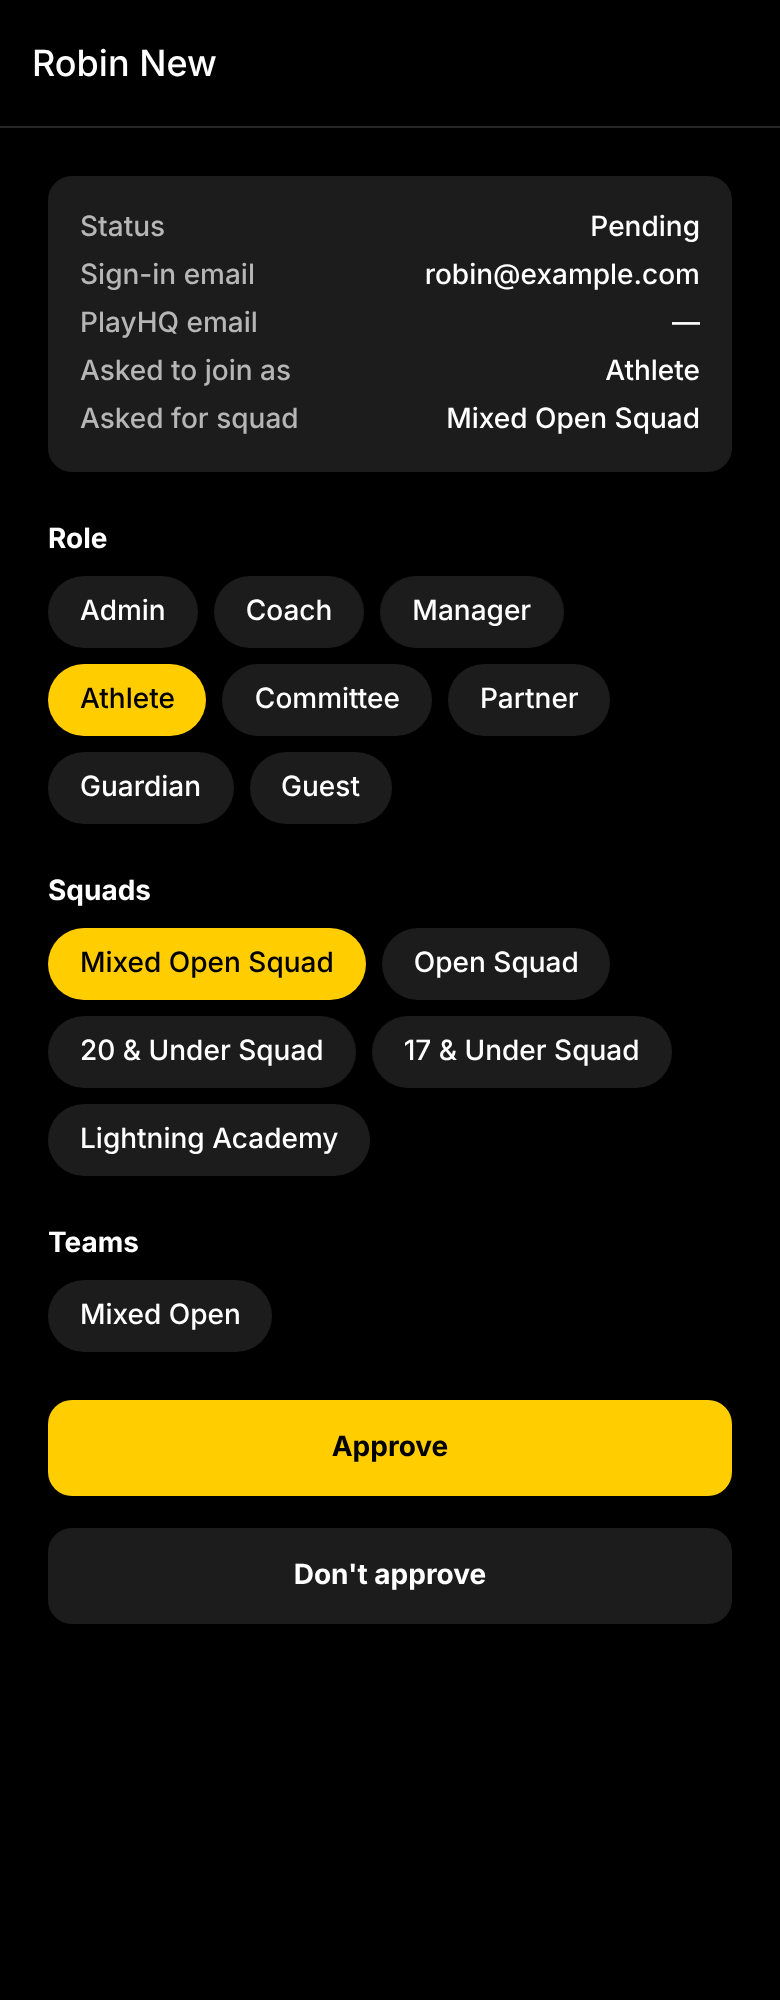 Robin New
Status Pending
Sign-in email robin@example.com
PlayHQ email —
Asked to join as Athlete
Asked for squad Mixed Open Squad
Role
Admin Coach Manager
Athlete Committee Partner
Guardian Guest
Squads
Mixed Open Squad Open Squad
20 & Under Squad 17 & Under Squad
Lightning Academy
Teams
Mixed Open
Approve
Don't approve